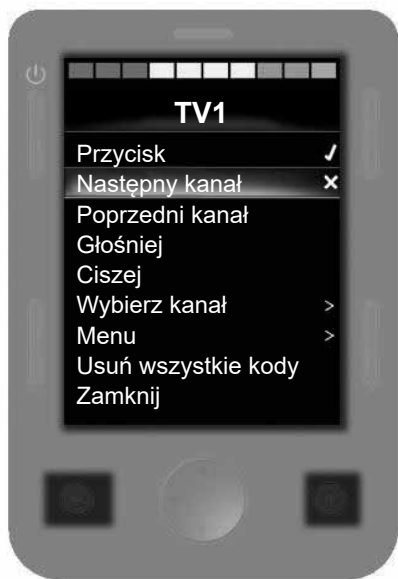 TV1
Przycisk
Następny kanał
Poprzedni kanał
Głośniej
Ciszej
Wybierz kanał >
Menu >
Usuń wszystkie kody
Zamknij